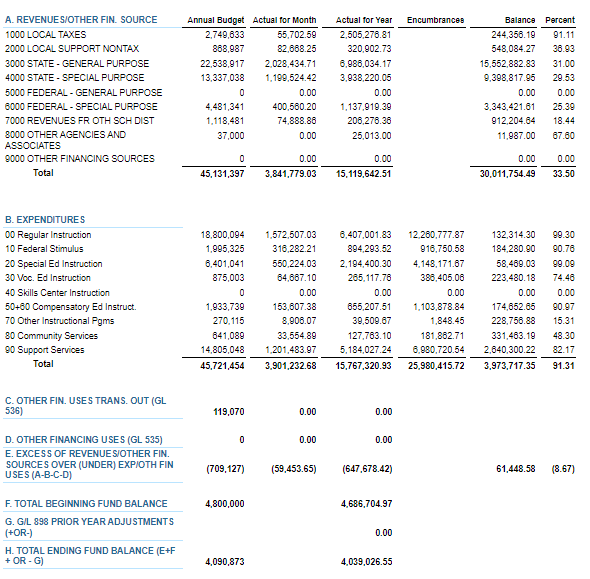 A. REVENUES/OTHER FIN. SOURCE Annual Budget Actual for Month Actual for Year Encumbrances Balance Percent
1000 LOCAL TAXES 2,749,633 55,702.59 2,505,276.81 244,356.19 91.11
2000 LOCAL SUPPORT NONTAX 868,987 82,668.25 320,902.73 548,084.27 36.93
3000 STATE - GENERAL PURPOSE 22,538,917 2,028,434.71 6,986,034.17 15,552,882.83 31.00
4000 STATE - SPECIAL PURPOSE 13,337,038 1,199,524.42 3,938,220.05 9,398,817.95 29.53
5000 FEDERAL - GENERAL PURPOSE 0 0.00 0.00 0.00 0.00
6000 FEDERAL - SPECIAL PURPOSE 4,481,341 400,560.20 1,137,919.39 3,343,421.61 25.39
7000 REVENUES FR OTH SCH DIST 1,118,481 74,888.86 206,276.36 912,204.64 18.44
8000 OTHER AGENCIES AND 37,000 0.00 25,013.00 11,987.00 67.60
ASSOCIATES
9000 OTHER FINANCING SOURCES 0 0.00 0.00 0.00 0.00
Total 45,131,397 3,841,779.03 15,119,642.51 30,011,754.49 33.50
B. EXPENDITURES
00 Regular Instruction 18,800,094 1,572,507.03 6,407,001.83 12,260,777.87 132,314.30 99.30
10 Federal Stimulus 1,995,325 316,282.21 894,293.52 916,750.58 184,280.90 90.76
20 Special Ed Instruction 6,401,041 550,224.03 2,194,400.30 4,148,171.67 58,469.03 99.09
30 Voc. Ed Instruction 875,003 64,667.10 265,117.76 386,405.06 223,480.18 74.46
40 Skills Center Instruction 0 0.00 0.00 0.00 0.00 0.00
50+60 Compensatory Ed Instruct. 1,933,739 153,607.38 655,207.51 1,103,878.84 174,652.65 90.97
70 Other Instructional Pgms 270,115 8,906.07 39,509.67 1,848.45 228,756.88 15.31
80 Community Services 641,089 33,554.89 127,763.10 181,862.71 331,463.19 48.30
90 Support Services 14,805,048 1,201,483.97 5,184,027.24 6,980,720.54 2,640,300.22 82.17
Total 45,721,454 3,901,232.68 15,767,320.93 25,980,415.72 3,973,717.35 91.31
C. OTHER FIN. USES TRANS. OUT (GL
536) 119,070 0.00 0.00
D. OTHER FINANCING USES (GL 535) 0 0.00 0.00
E. EXCESS OF REVENUES/OTHER FIN.
SOURCES OVER (UNDER) EXP/OTH FIN (709,127) (59,453.65) (647,678.42) 61,448.58 (8.67)
USES (A-B-C-D)
F. TOTAL BEGINNING FUND BALANCE 4,800,000 4,686,704.97
G. G/L 898 PRIOR YEAR ADJUSTMENTS
(+OR-) 0.00
H. TOTAL ENDING FUND BALANCE (E+F
+ OR - G) 4,090,873 4,039,026.55